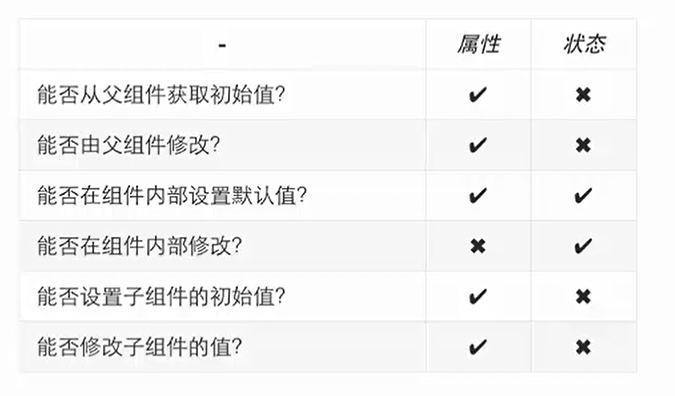 - 属性 状态
能否从父组件获取初始值? ✔ ✖
能否由父组件修改? ✔ ✖
能否在组件内部设置默认值? ✔ ✔
能否在组件内部修改? ✖ ✔
能否设置子组件的初始值? ✔ ✖
能否修改子组件的值? ✔ ✖